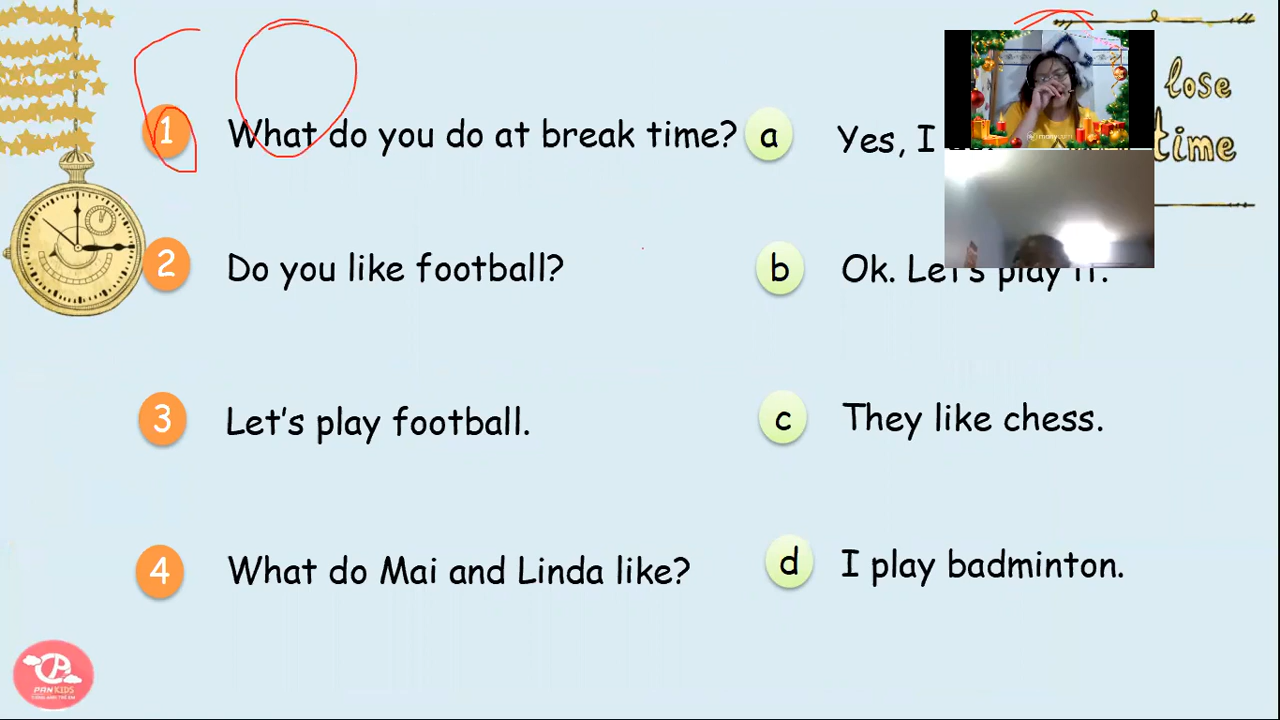 1 What do you do at break time? a Yes, I
lose
time
2 Do you like football? b Ok. Let's play it.
3 Let's play football. c They like chess.
4 What do Mai and Linda like? d I play badminton.
PAN KIDS